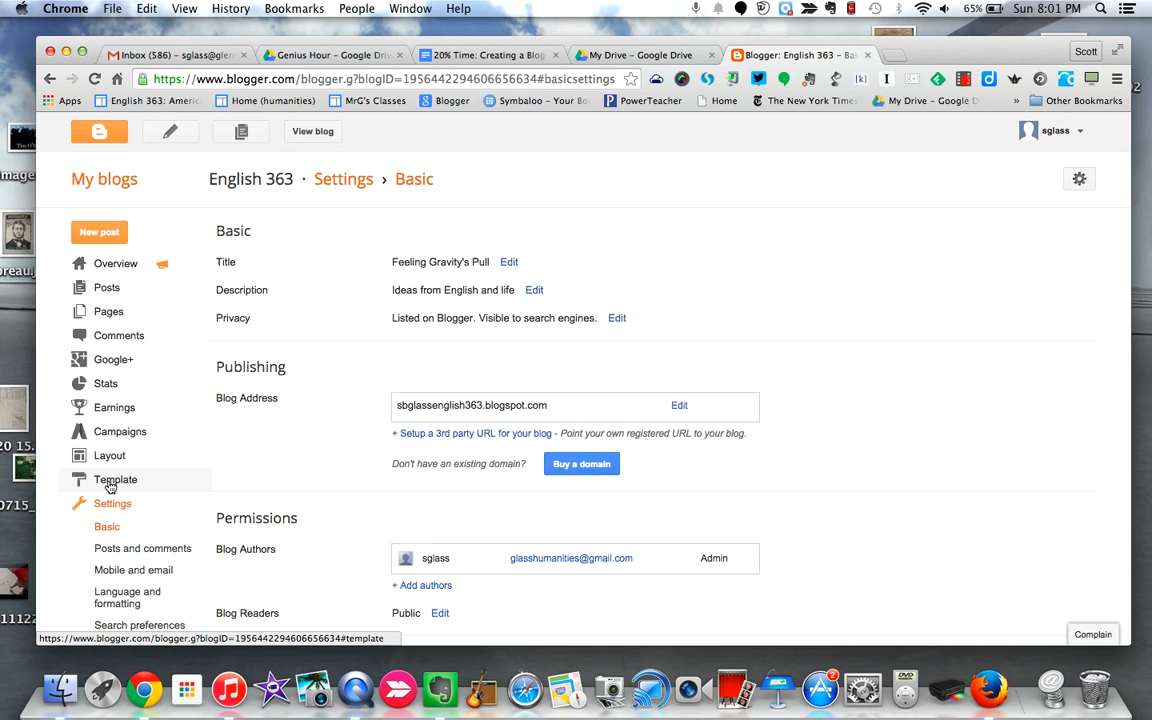 Chrome File Edit View History Bookmarks People Window Help 65% Sun 8:01 PM
Inbox (586) – sglass@glen Genius Hour – Google Driv 20% Time: Creating a Blog My Drive – Google Drive Blogger: English 363 – Bas Scott
https://www.blogger.com/blogger.g?blogID=1956442294606656634#basicsettings
Apps English 363: Americ Home (humanities) MrG's Classes Blogger Symbaloo – Your Boo PowerTeacher Home The New York Times My Drive – Google D » Other Bookmarks
View blog sglass
My blogs English 363 · Settings › Basic
New post
Overview
Posts
Pages
Comments
Google+
Stats
Earnings
Campaigns
Layout
Template
Settings
Basic
Posts and comments
Mobile and email
Language and
formatting
Search preferences
Basic
Title Feeling Gravity's Pull Edit
Description Ideas from English and life Edit
Privacy Listed on Blogger. Visible to search engines. Edit
Publishing
Blog Address sbglassenglish363.blogspot.com Edit
+ Setup a 3rd party URL for your blog - Point your own registered URL to your blog.
Don't have an existing domain? Buy a domain
Permissions
Blog Authors sglass glasshumanities@gmail.com Admin
+ Add authors
Blog Readers Public Edit
https://www.blogger.com/blogger.g?blogID=1956442294606656634#template
Complain